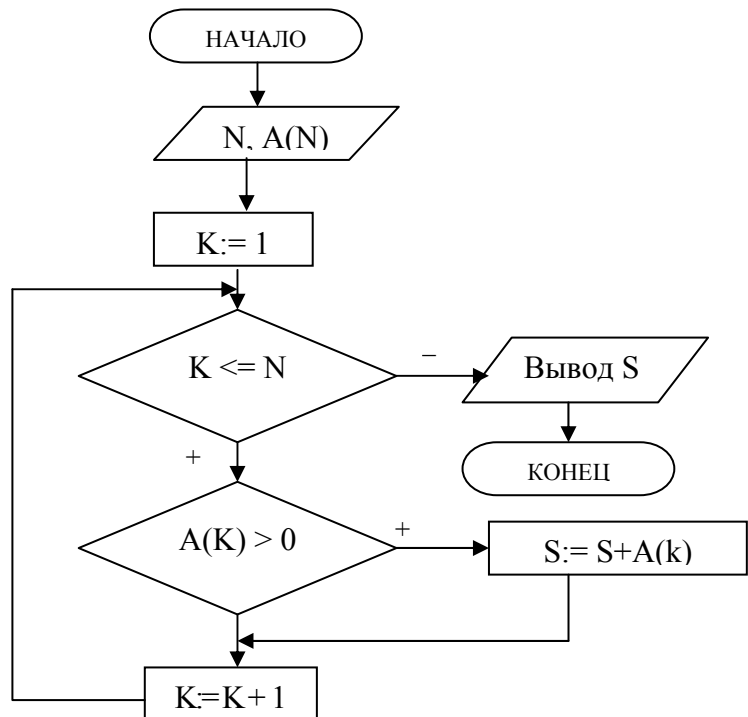 НАЧАЛО
N, A(N)
K:= 1
K <= N
–
Вывод S
+
КОНЕЦ
A(K) > 0
+
S:= S+A(k)
K:=K + 1